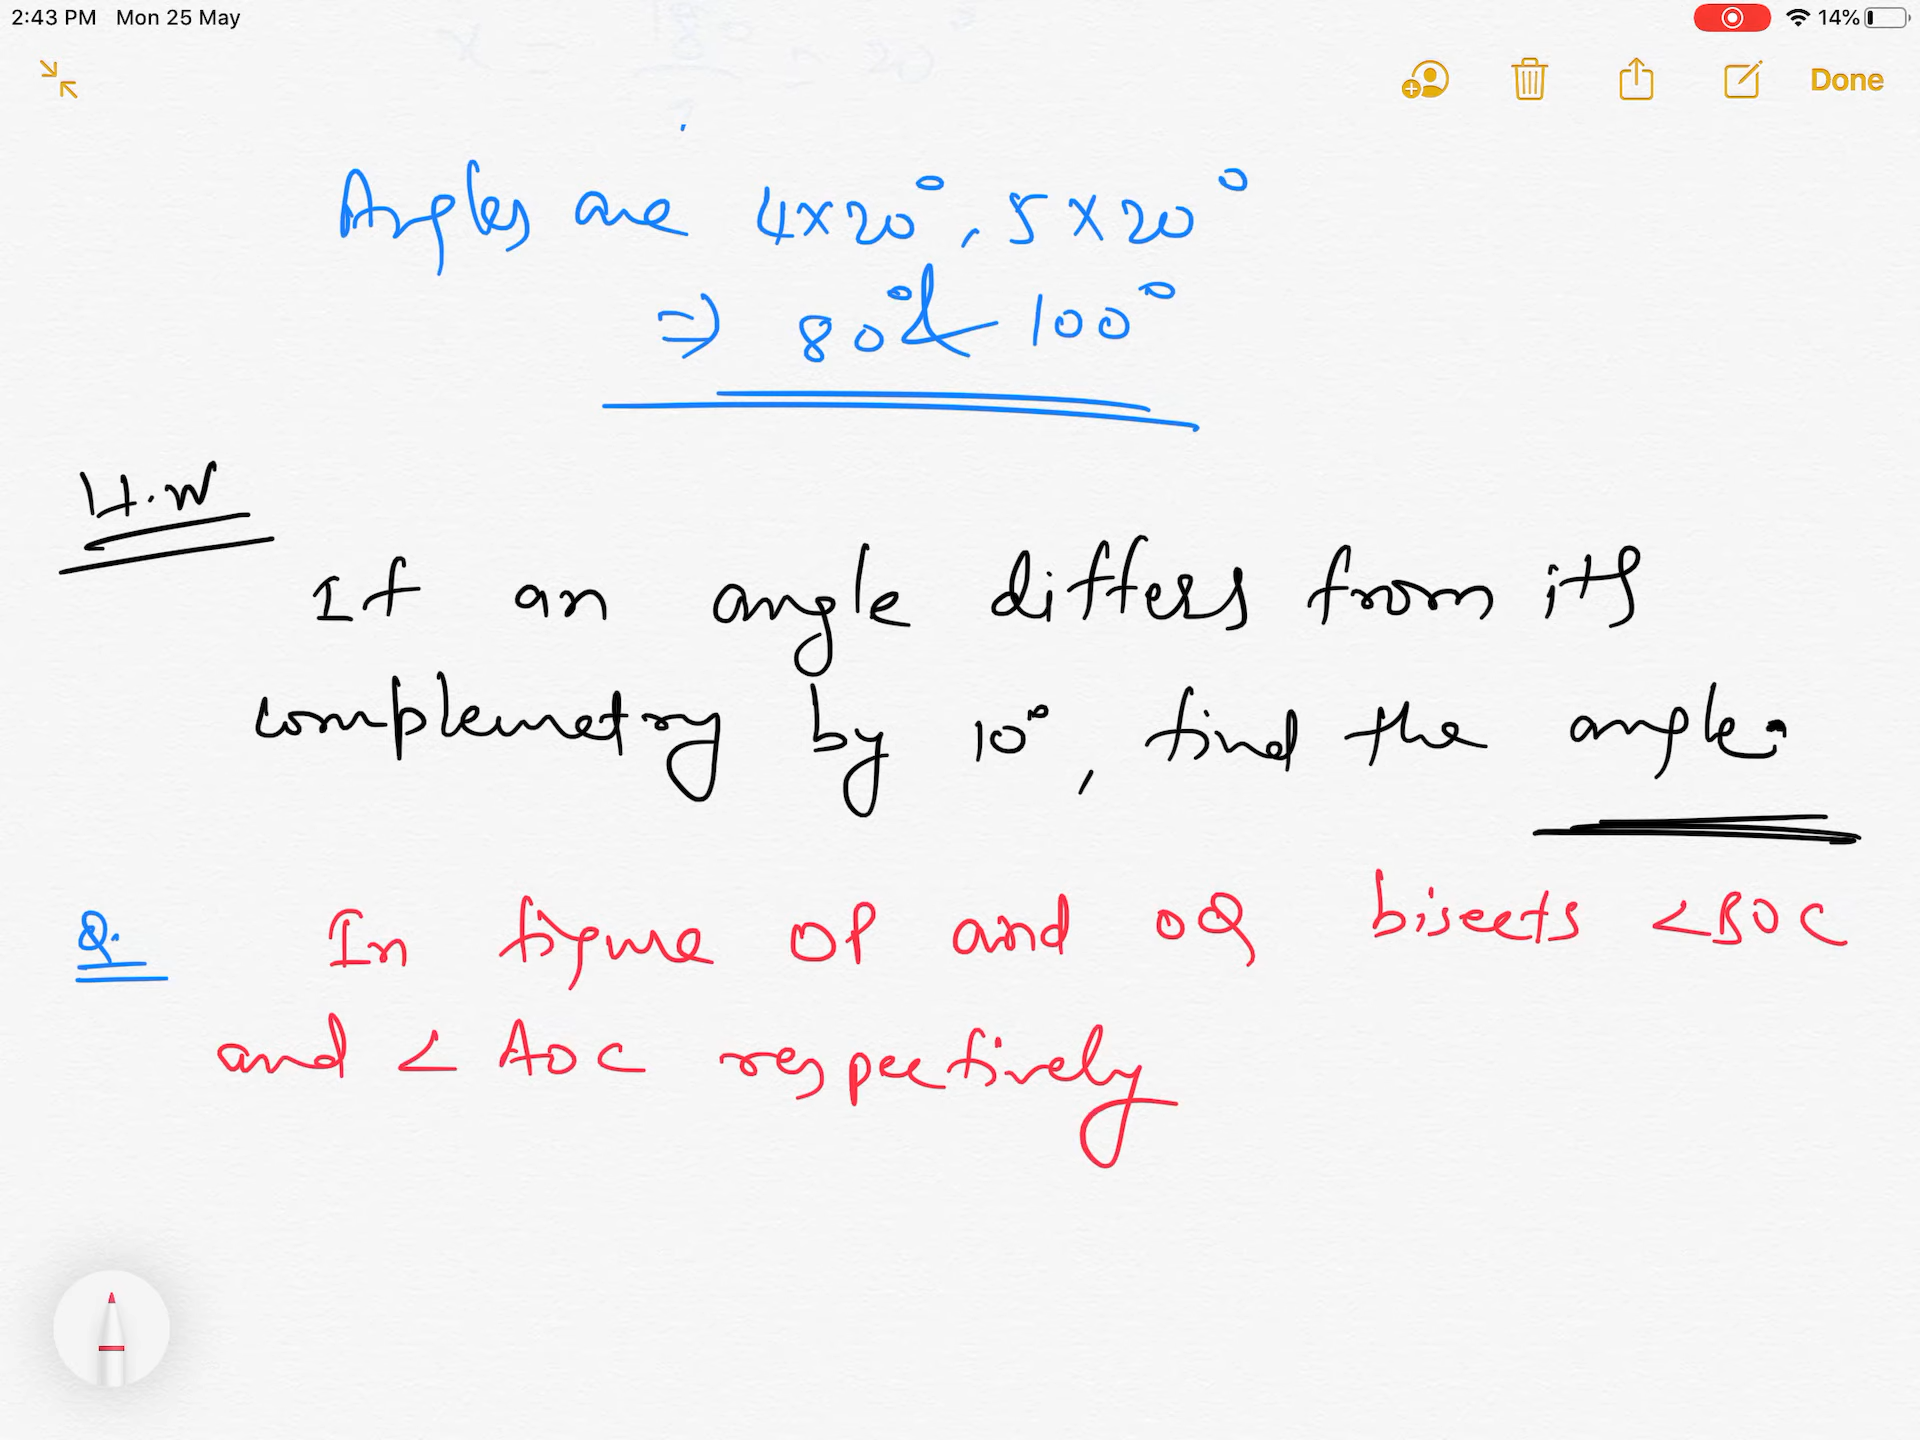 2:43 PM Mon 25 May
14%
Done
Angles are 4×20°, 5×20°
⇒ 80° & 100°
H.W
If an angle differs from its
complemetry by 10°, find the angle.
Q. In figure OP and OQ bisects <BOC
and < AOC respectively